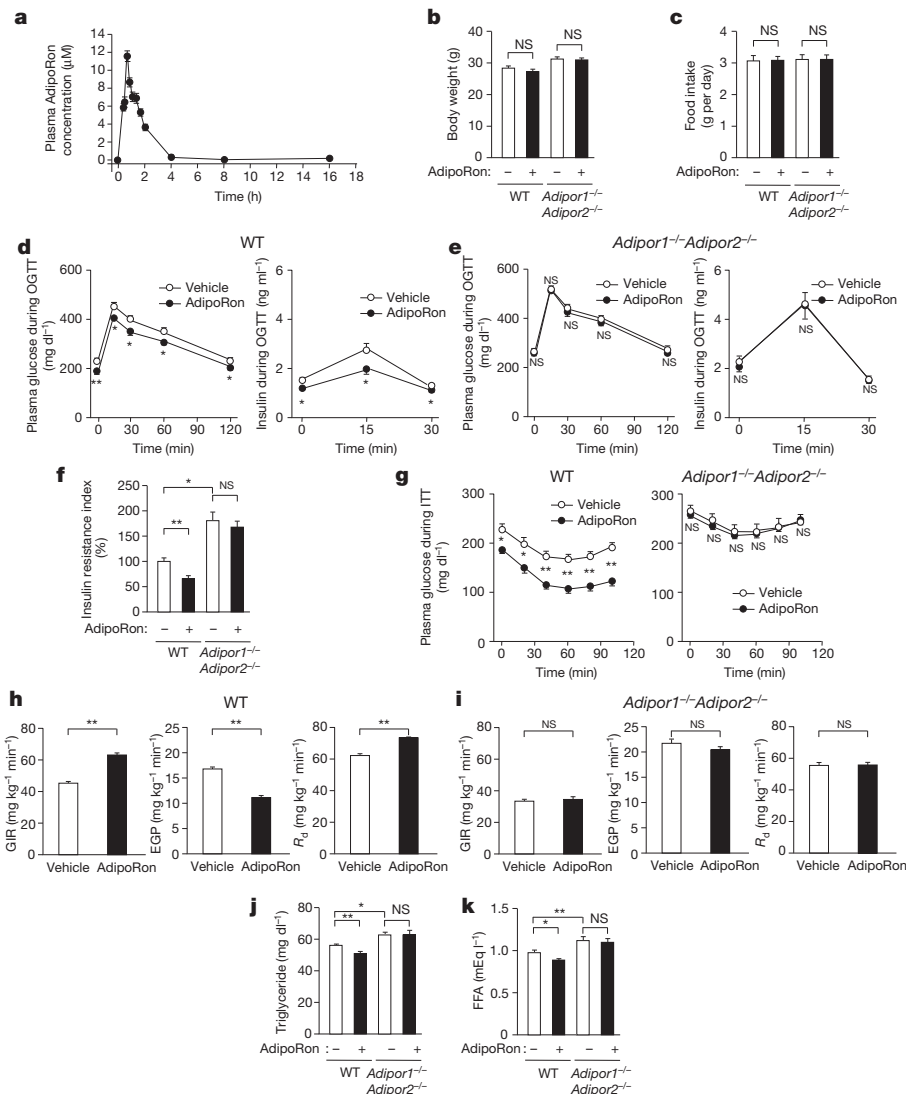 a
Plasma AdipoRon
concentration (μM)
14
12
10
8
6
4
2
0
0 2 4 6 8 10 12 14 16 18
Time (h)
b
Body weight (g)
40
30
20
10
0
NS NS
AdipoRon: – + – +
WT Adipor1–/–
Adipor2–/–
c
Food intake
(g per day)
4
3
2
1
0
NS NS
AdipoRon: – + – +
WT Adipor1–/–
Adipor2–/–
d
WT
Plasma glucose during OGTT
(mg dl–1)
600
400
200
0
Vehicle
AdipoRon
** * * * *
0 30 60 90 120
Time (min)
Insulin during OGTT (ng ml–1)
6
4
2
0
Vehicle
AdipoRon
* * *
0 15 30
Time (min)
e
Adipor1–/–Adipor2–/–
Plasma glucose during OGTT
(mg dl–1)
600
400
200
0
Vehicle
AdipoRon
NS NS NS NS NS
0 30 60 90 120
Time (min)
Insulin during OGTT (ng ml–1)
6
4
2
0
Vehicle
AdipoRon
NS NS NS
0 15 30
Time (min)
f
Insulin resistance index
(%)
250
200
150
100
50
0
** * NS
AdipoRon: – + – +
WT Adipor1–/–
Adipor2–/–
g
WT
Plasma glucose during ITT
(mg dl–1)
300
200
100
0
Vehicle
AdipoRon
* * ** ** ** **
0 30 60 90 120
Time (min)
Adipor1–/–Adipor2–/–
300
200
100
0
NS NS NS NS NS NS
Vehicle
AdipoRon
0 30 60 90 120
Time (min)
h
WT
GIR (mg kg–1 min–1)
80
60
40
20
0
**
Vehicle AdipoRon
EGP (mg kg–1 min–1)
25
20
15
10
5
0
**
Vehicle AdipoRon
Rd (mg kg–1 min–1)
80
60
40
20
0
**
Vehicle AdipoRon
i
Adipor1–/–Adipor2–/–
GIR (mg kg–1 min–1)
80
60
40
20
0
NS
Vehicle AdipoRon
EGP (mg kg–1 min–1)
25
20
15
10
5
0
NS
Vehicle AdipoRon
Rd (mg kg–1 min–1)
80
60
40
20
0
NS
Vehicle AdipoRon
j
Triglyceride (mg dl–1)
80
60
40
20
0
** * NS
AdipoRon : – + – +
WT Adipor1–/–
Adipor2–/–
k
FFA (mEq l–1)
1.5
1.0
0.5
0
* ** NS
AdipoRon: – + – +
WT Adipor1–/–
Adipor2–/–